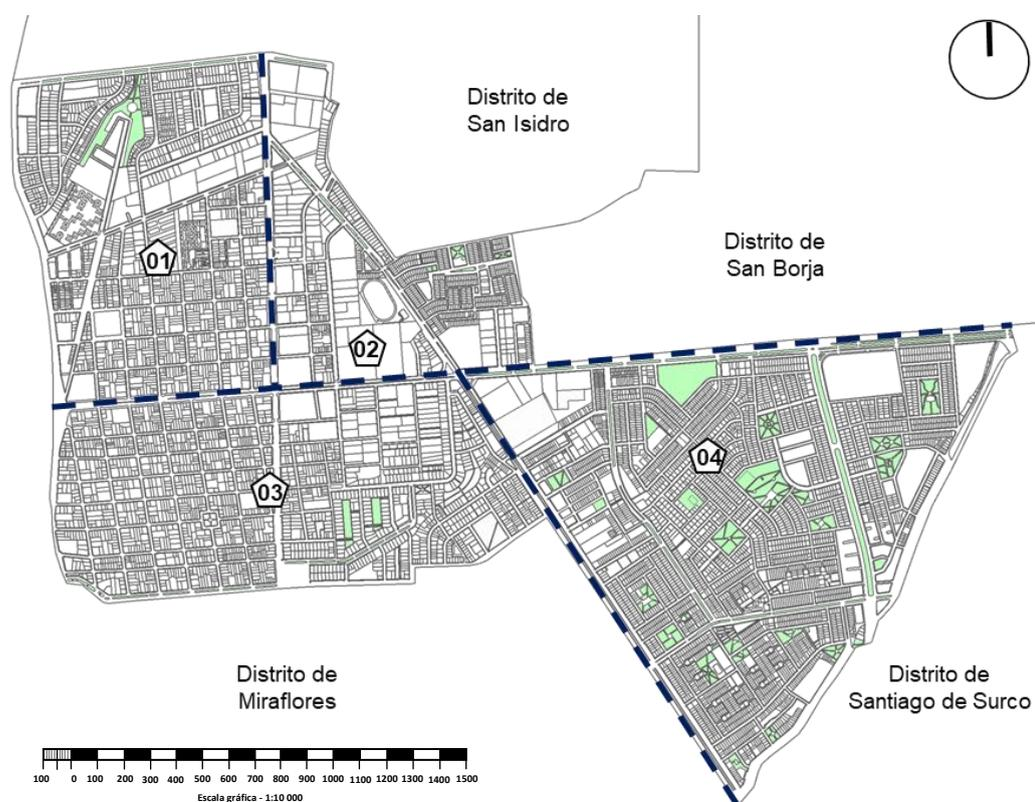 Distrito de
San Isidro
Distrito de
San Borja
01
02
04
03
Distrito de
Miraflores
Distrito de
Santiago de Surco
100 0 100 200 300 400 500 600 700 800 900 1000 1100 1200 1300 1400 1500
Escala gráfica - 1:10 000